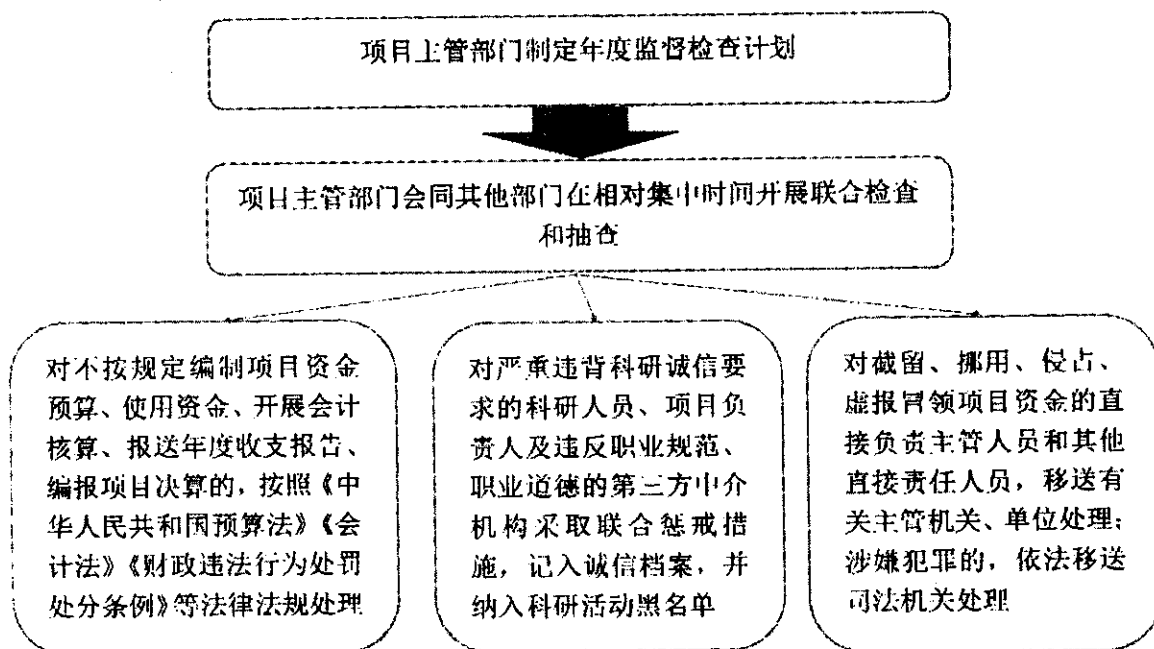 项目主管部门制定年度监督检查计划
项目主管部门会同其他部门在相对集中时间开展联合检查
和抽查
对不按规定编制项目资金
预算、使用资金、开展会计
核算、报送年度收支报告、
编报项目决算的，按照《中
华人民共和国预算法》《会
计法》《财政违法行为处罚
处分条例》等法律法规处理
对严重违背科研诚信要
求的科研人员、项目负
责人及违反职业规范、
职业道德的第三方中介
机构采取联合惩戒措
施，记入诚信档案，并
纳入科研活动黑名单
对截留、挪用、侵占、
虚报冒领项目资金的直
接负责主管人员和其他
直接责任人员，移送有
关主管机关、单位处理；
涉嫌犯罪的，依法移送
司法机关处理